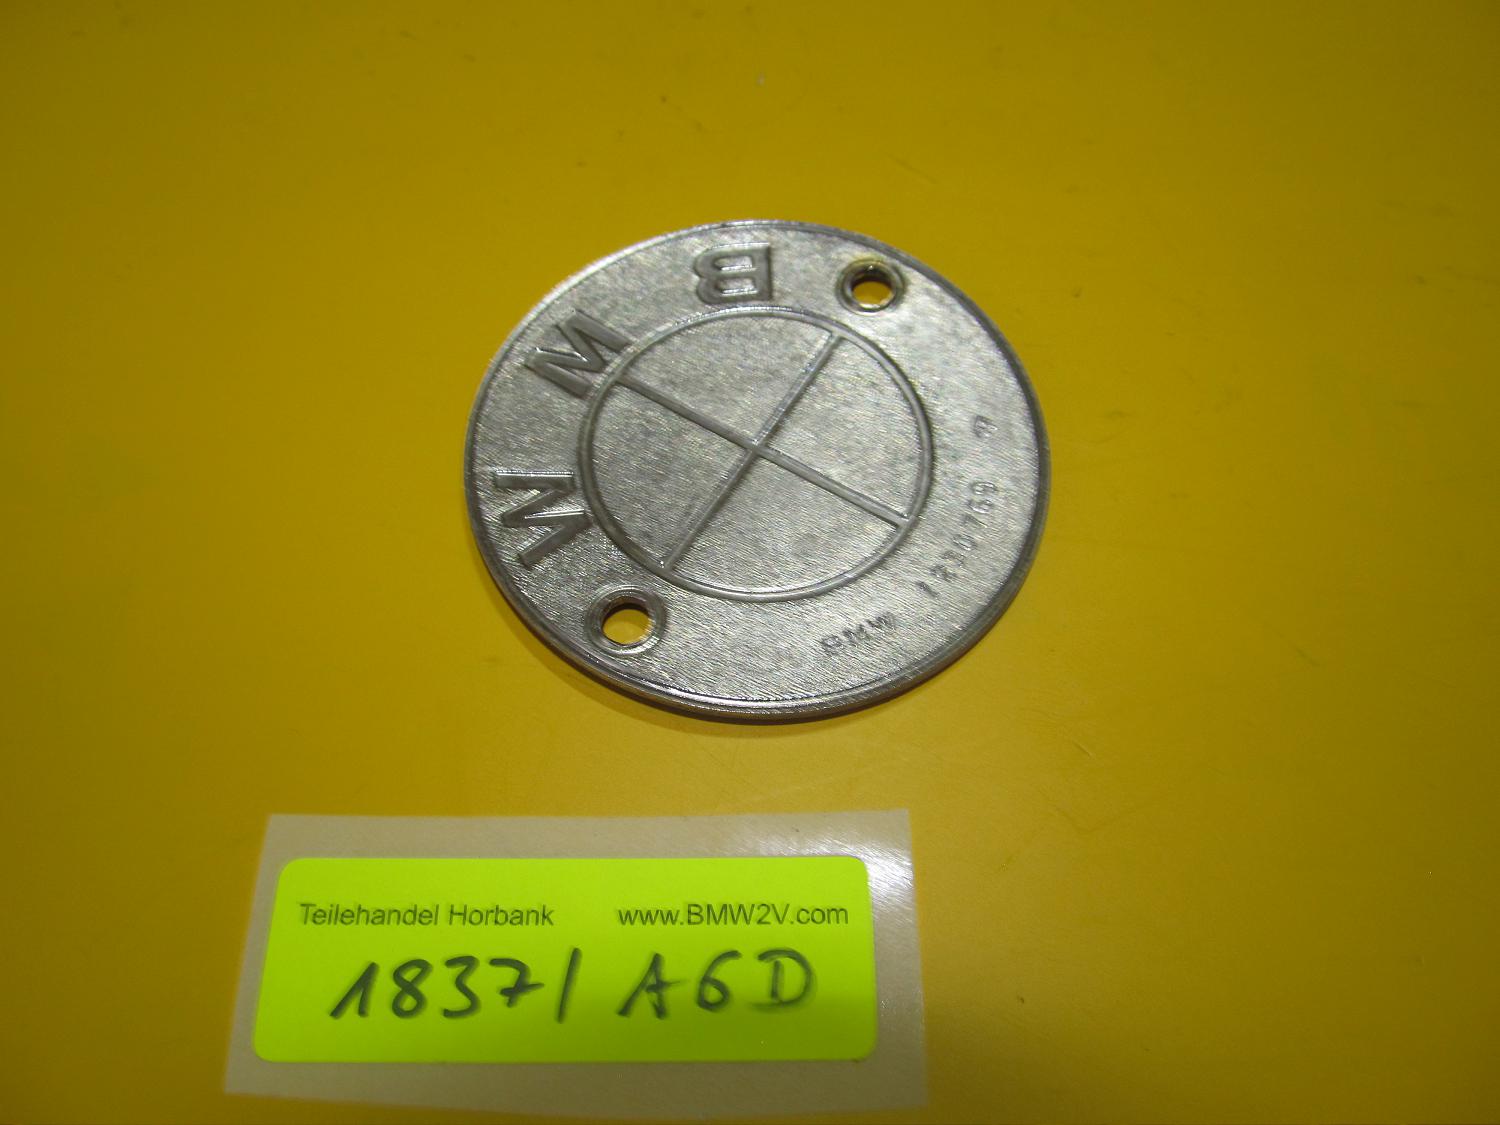 BMW
BMW 1230769
Teilehandel Horbank www.BMW2V.com
1837/ A6D